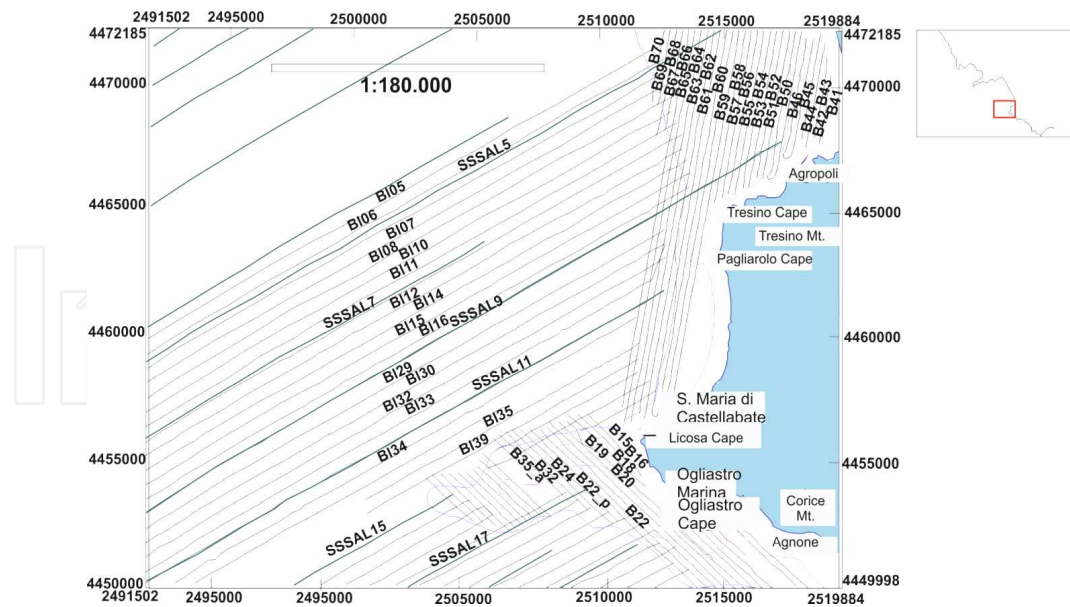 2491502 2495000 2500000 2505000 2510000 2515000 2519884
4472185 4472185
4470000 4470000
4465000 4465000
4460000 4460000
4455000 4455000
4450000 4449998
2491502 2495000 2495000 2505000 2510000 2515000 2519884
1:180.000
B70
B68
B66
B64
B62
B60
B58
B56
B54
B52
B50
B46
B45
B43
B41
B69
B67
B65
B63
B61
B59
B57
B55
B53
B51
B44
B42
SSSAL5
BI05
BI06
BI07
BI08
BI10
BI11
BI12
BI14
SSSAL7
BI15
BI16
SSSAL9
BI29
BI30
SSSAL11
BI32
BI33
BI35
BI34
BI39
B15
B16
B19
B18
B20
B35_a
B32
B24
B22_p
B22
SSSAL15
SSSAL17
Agropoli
Tresino Cape
Tresino Mt.
Pagliarolo Cape
S. Maria di
Castellabate
Licosa Cape
Ogliastro
Marina
Ogliastro
Cape
Corice
Mt.
Agnone